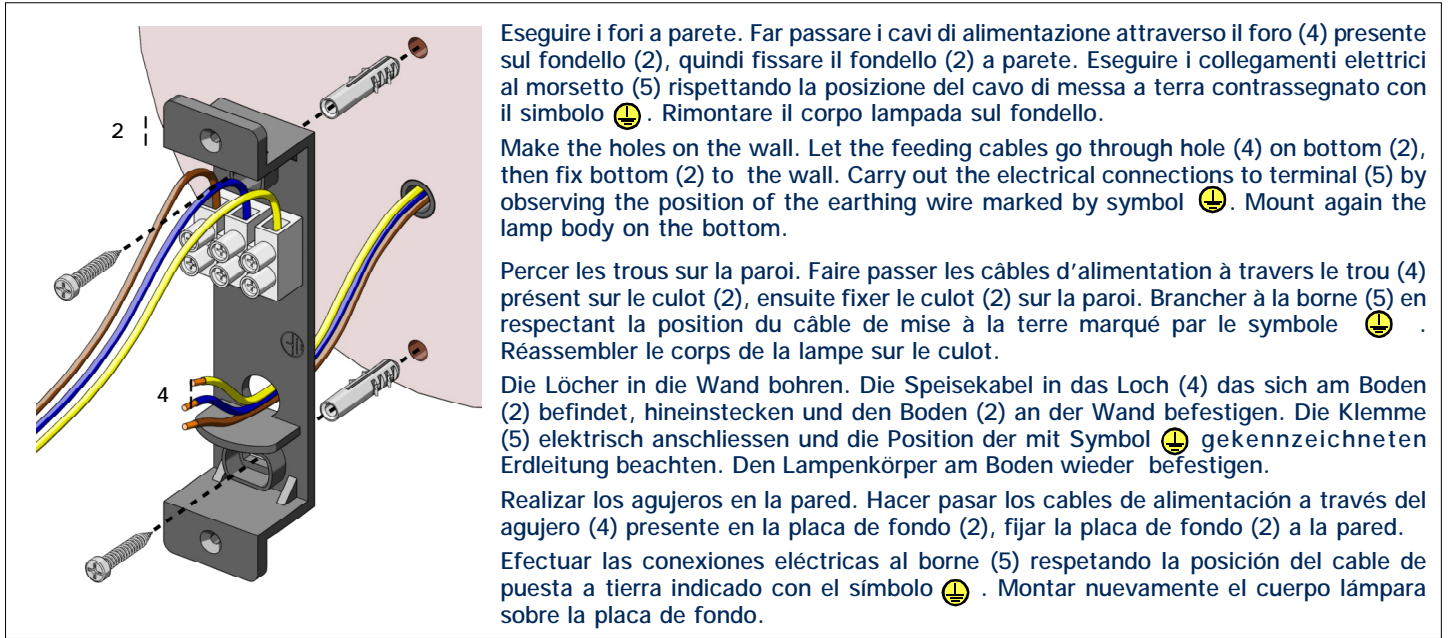 Eseguire i fori a parete. Far passare i cavi di alimentazione attraverso il foro (4) presente
sul fondello (2), quindi fissare il fondello (2) a parete. Eseguire i collegamenti elettrici
al morsetto (5) rispettando la posizione del cavo di messa a terra contrassegnato con
il simbolo ⏚. Rimontare il corpo lampada sul fondello.
Make the holes on the wall. Let the feeding cables go through hole (4) on bottom (2),
then fix bottom (2) to the wall. Carry out the electrical connections to terminal (5) by
observing the position of the earthing wire marked by symbol ⏚. Mount again the
lamp body on the bottom.
Percer les trous sur la paroi. Faire passer les câbles d'alimentation à travers le trou (4)
présent sur le culot (2), ensuite fixer le culot (2) sur la paroi. Brancher à la borne (5) en
respectant la position du câble de mise à la terre marqué par le symbole ⏚ .
Réassembler le corps de la lampe sur le culot.
Die Löcher in die Wand bohren. Die Speisekabel in das Loch (4) das sich am Boden
(2) befindet, hineinstecken und den Boden (2) an der Wand befestigen. Die Klemme
(5) elektrisch anschliessen und die Position der mit Symbol ⏚ gekennzeichneten
Erdleitung beachten. Den Lampenkörper am Boden wieder befestigen.
Realizar los agujeros en la pared. Hacer pasar los cables de alimentación a través del
agujero (4) presente en la placa de fondo (2), fijar la placa de fondo (2) a la pared.
Efectuar las conexiones eléctricas al borne (5) respetando la posición del cable de
puesta a tierra indicado con el símbolo ⏚ . Montar nuevamente el cuerpo lámpara
sobre la placa de fondo.
2
4